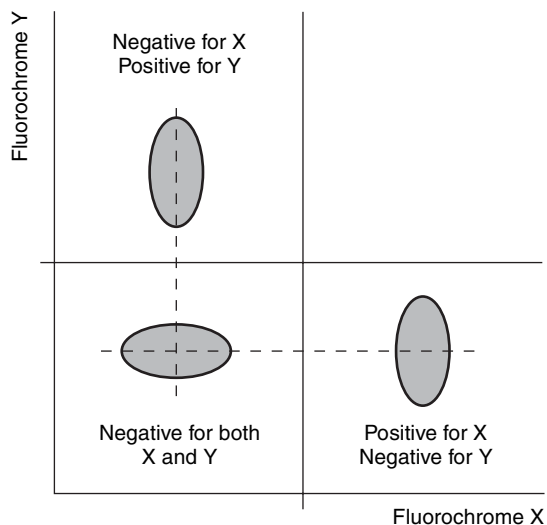 Fluorochrome Y
Negative for X
Positive for Y
Negative for both
X and Y
Positive for X
Negative for Y
Fluorochrome X